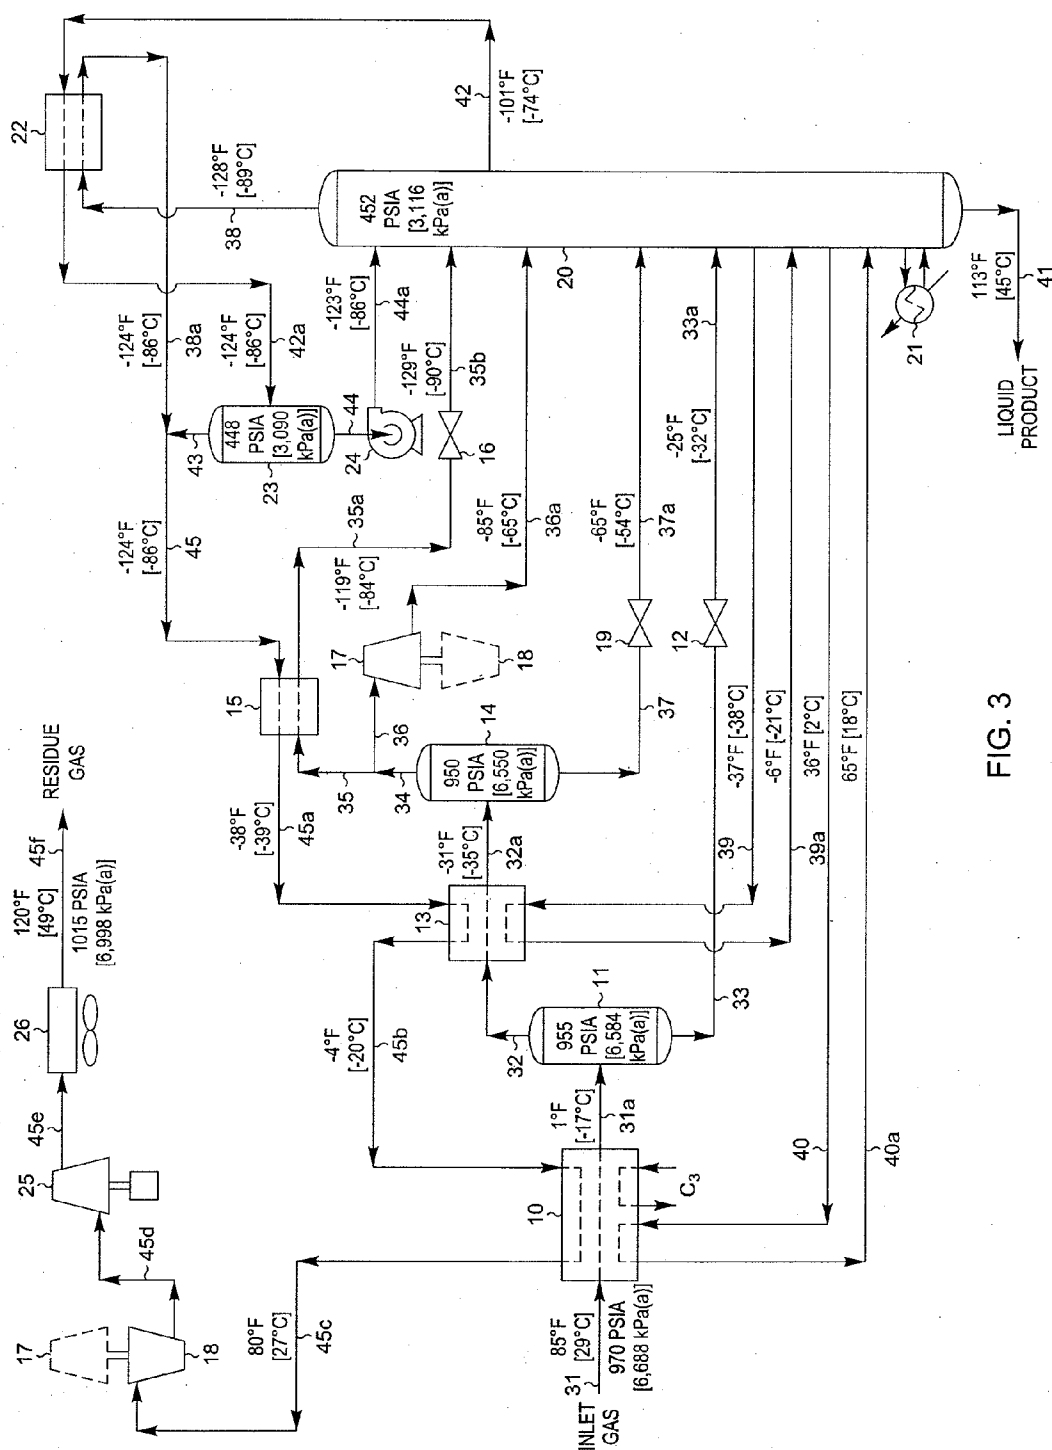 RESIDUE
GAS
120°F
[49°C]
45f
1015 PSIA
[6,998 kPa(a)]
26
45e
25
45d
17
18
80°F
[27°C]
45c
INLET
GAS
31
85°F
[29°C]
970 PSIA
[6,688 kPa(a)]
10
C3
1°F
[-17°C]
31a
-4°F
[-20°C]
45b
32
955
PSIA
[6,584
kPa(a)]
11
33
13
-31°F
[-35°C]
32a
-38°F
[-39°C]
45a
34
35
36
950
PSIA
[6,550
kPa(a)]
14
37
15
17
18
19
12
-124°F
[-86°C]
45
35a
-119°F
[-84°C]
-85°F
[-65°C]
36a
-65°F
[-54°C]
37a
-25°F
[-32°C]
33a
16
-129°F
[-90°C]
35b
24
44
-123°F
[-86°C]
44a
43
448
PSIA
[3,090
kPa(a)]
23
-124°F
[-86°C]
38a
-124°F
[-86°C]
42a
22
-128°F
[-89°C]
38
42
-101°F
[-74°C]
452
PSIA
[3,116
kPa(a)]
20
21
113°F
[45°C]
41
LIQUID
PRODUCT
39
-37°F [-38°C]
39a
-6°F [-21°C]
40
36°F [2°C]
40a
65°F [18°C]
FIG. 3